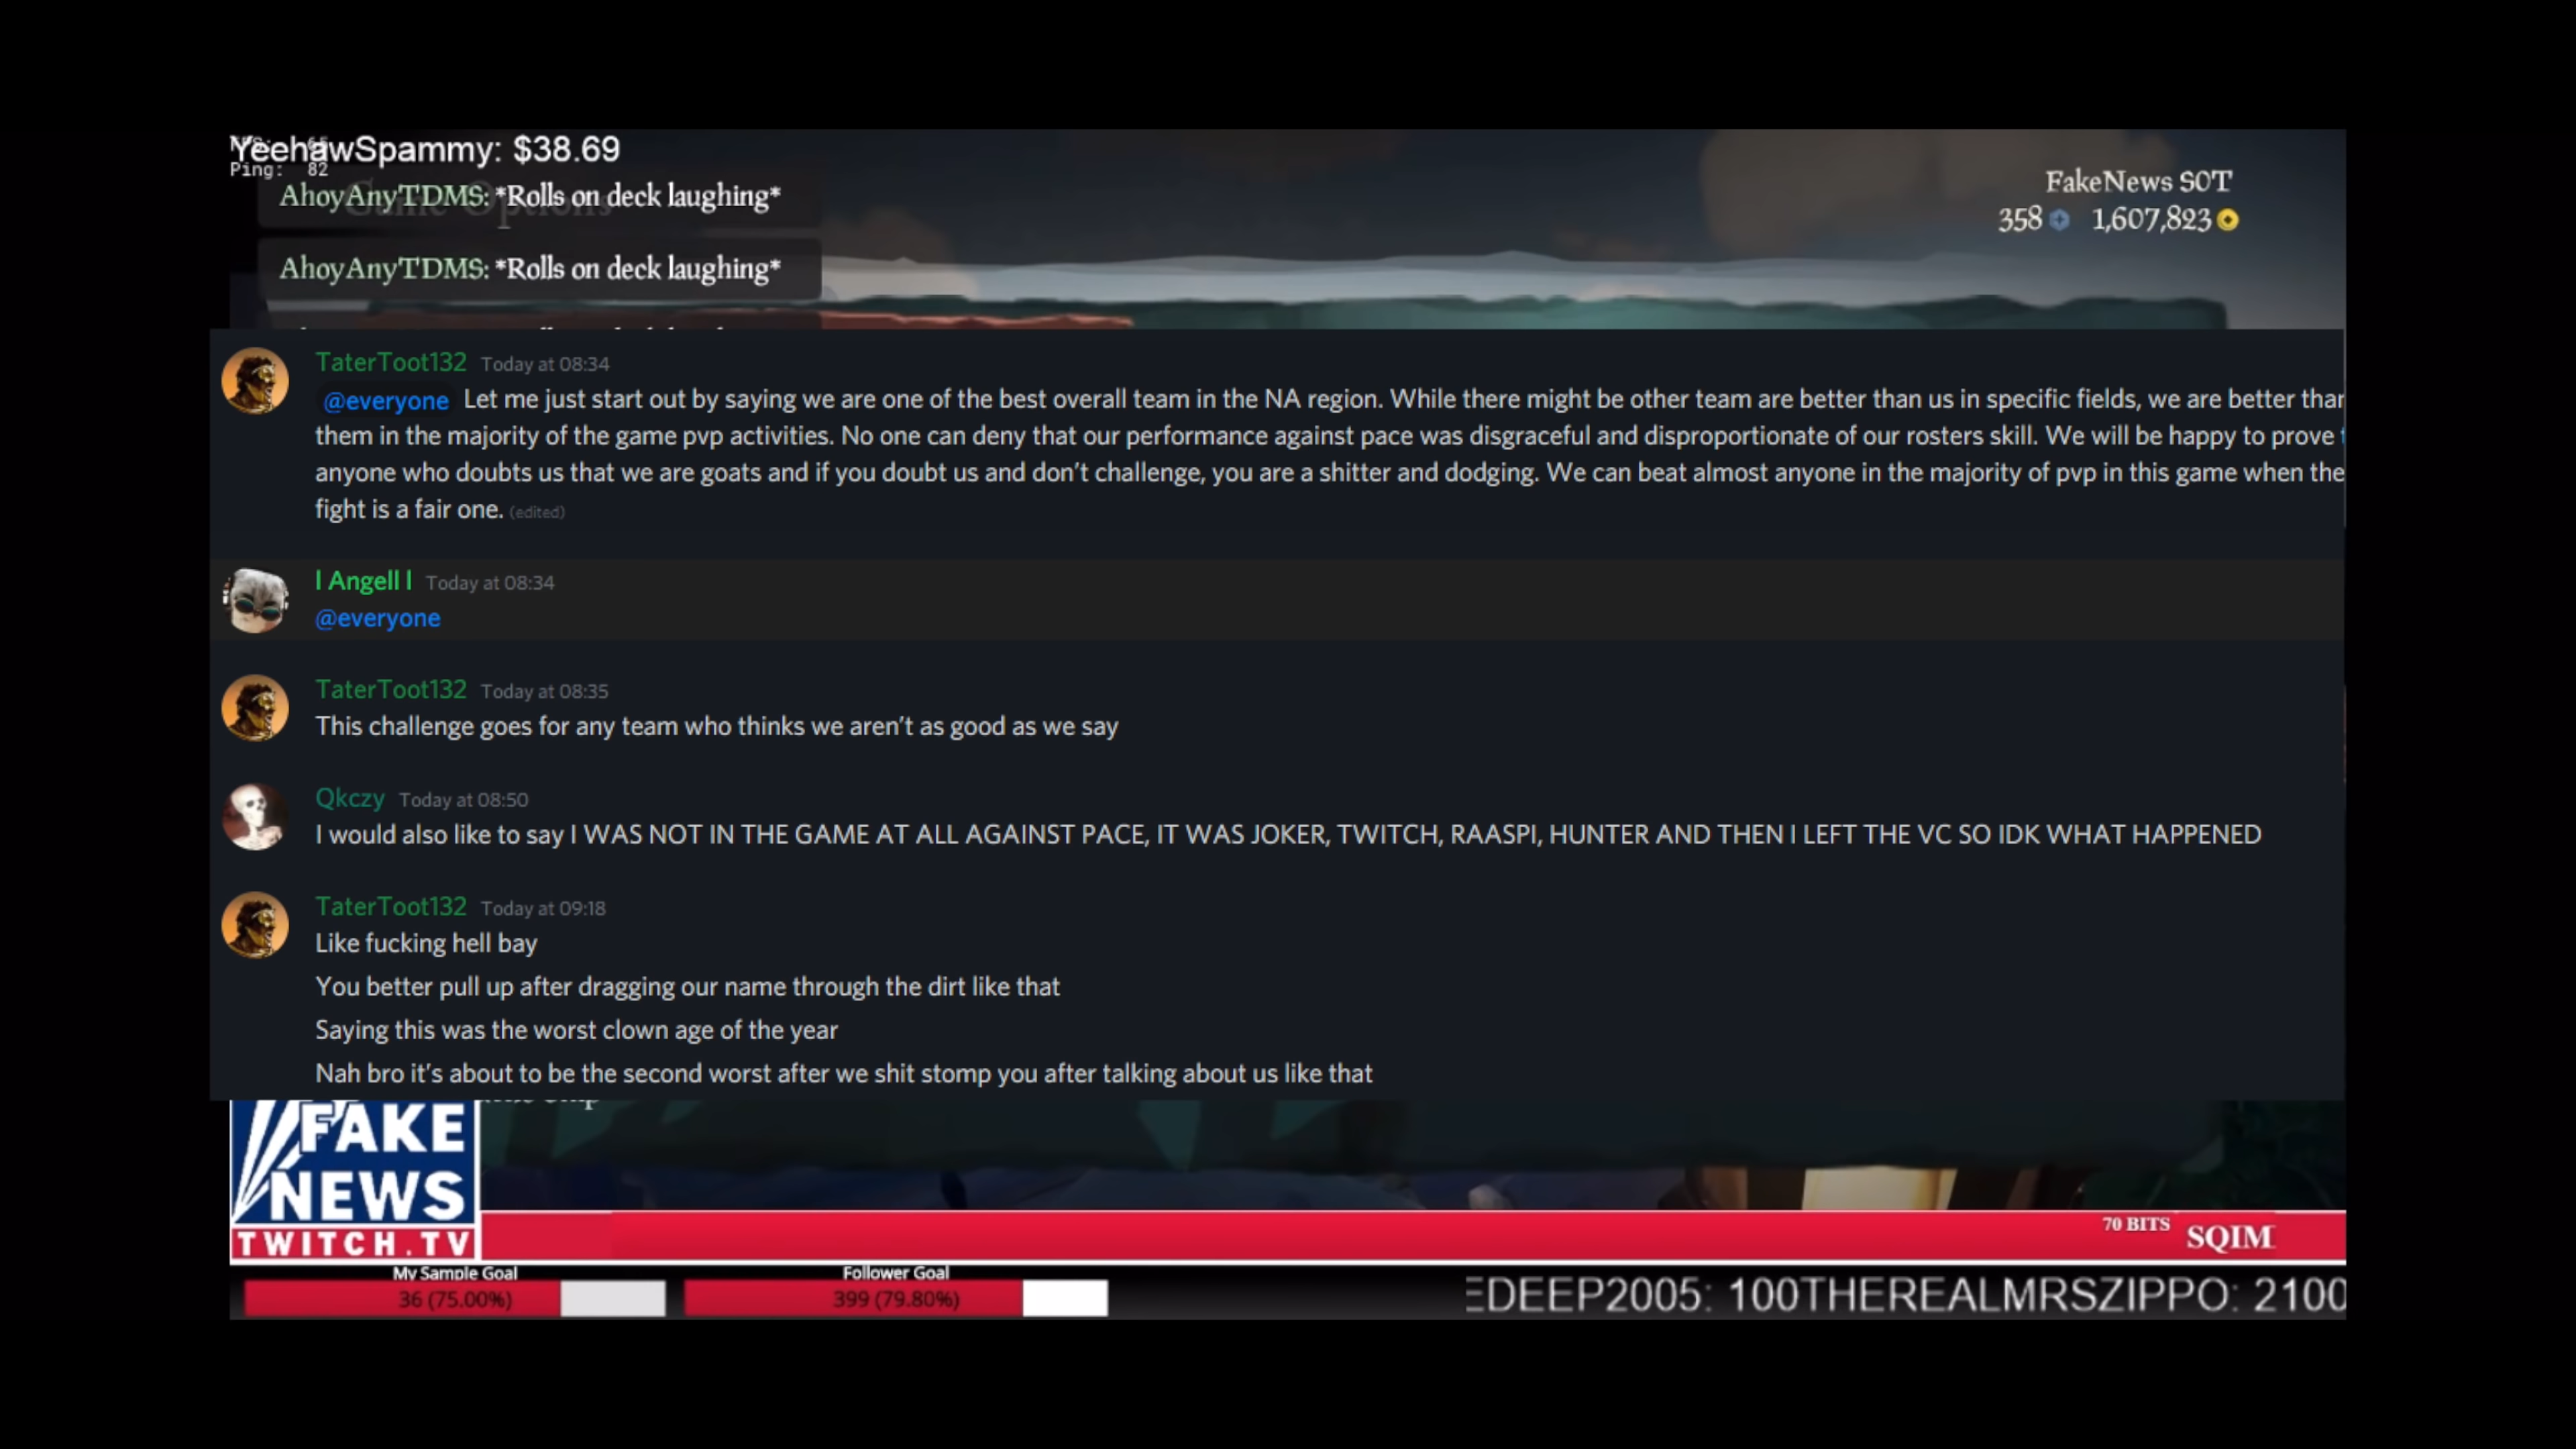 YeehawSpammy: $38.69
Ping: 82
AhoyAnyTDMS: *Rolls on deck laughing*
Game Options
AhoyAnyTDMS: *Rolls on deck laughing*
FakeNews SOT
358 1,607,823
TaterToot132 Today at 08:34
@everyone Let me just start out by saying we are one of the best overall team in the NA region. While there might be other team are better than us in specific fields, we are better than
them in the majority of the game pvp activities. No one can deny that our performance against pace was disgraceful and disproportionate of our rosters skill. We will be happy to prove
anyone who doubts us that we are goats and if you doubt us and don't challenge, you are a shitter and dodging. We can beat almost anyone in the majority of pvp in this game when the
fight is a fair one. (edited)
l Angell l Today at 08:34
@everyone
TaterToot132 Today at 08:35
This challenge goes for any team who thinks we aren't as good as we say
Qkczy Today at 08:50
I would also like to say I WAS NOT IN THE GAME AT ALL AGAINST PACE, IT WAS JOKER, TWITCH, RAASPI, HUNTER AND THEN I LEFT THE VC SO IDK WHAT HAPPENED
TaterToot132 Today at 09:18
Like fucking hell bay
You better pull up after dragging our name through the dirt like that
Saying this was the worst clown age of the year
Nah bro it's about to be the second worst after we shit stomp you after talking about us like that
FAKE
NEWS
TWITCH.TV
70 BITS SQIM
My Sample Goal
36 (75.00%)
Follower Goal
399 (79.80%)
EDEEP2005: 100THEREALMRSZIPPO: 2100